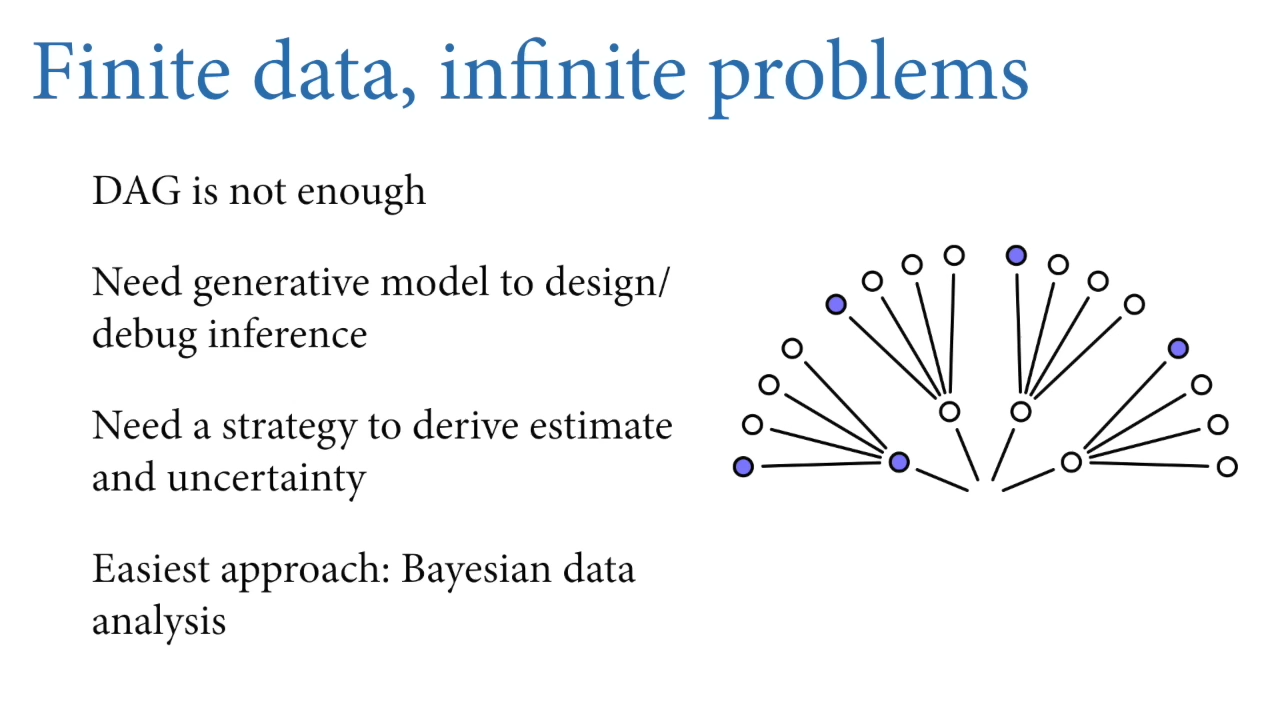 Finite data, infinite problems
DAG is not enough
Need generative model to design/
debug inference
Need a strategy to derive estimate
and uncertainty
Easiest approach: Bayesian data
analysis